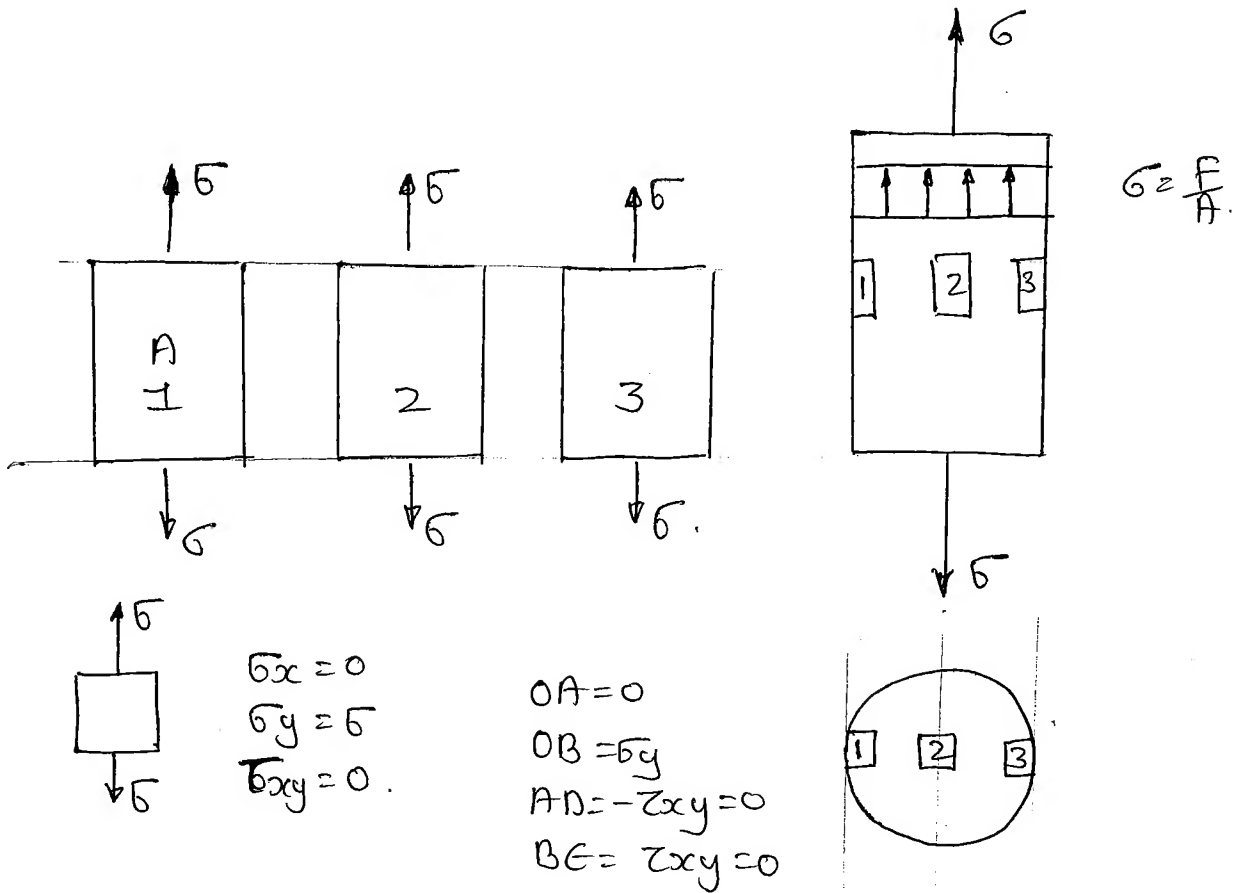 σ
σ = F/A.
σ σ σ
A
1 2 3
1 2 3
σ σ σ.
σ
σ
σx = 0
σy = σ
τxy = 0.
σ
OA = 0
OB = σy
AD = -τxy = 0
BE = τxy = 0
1 2 3